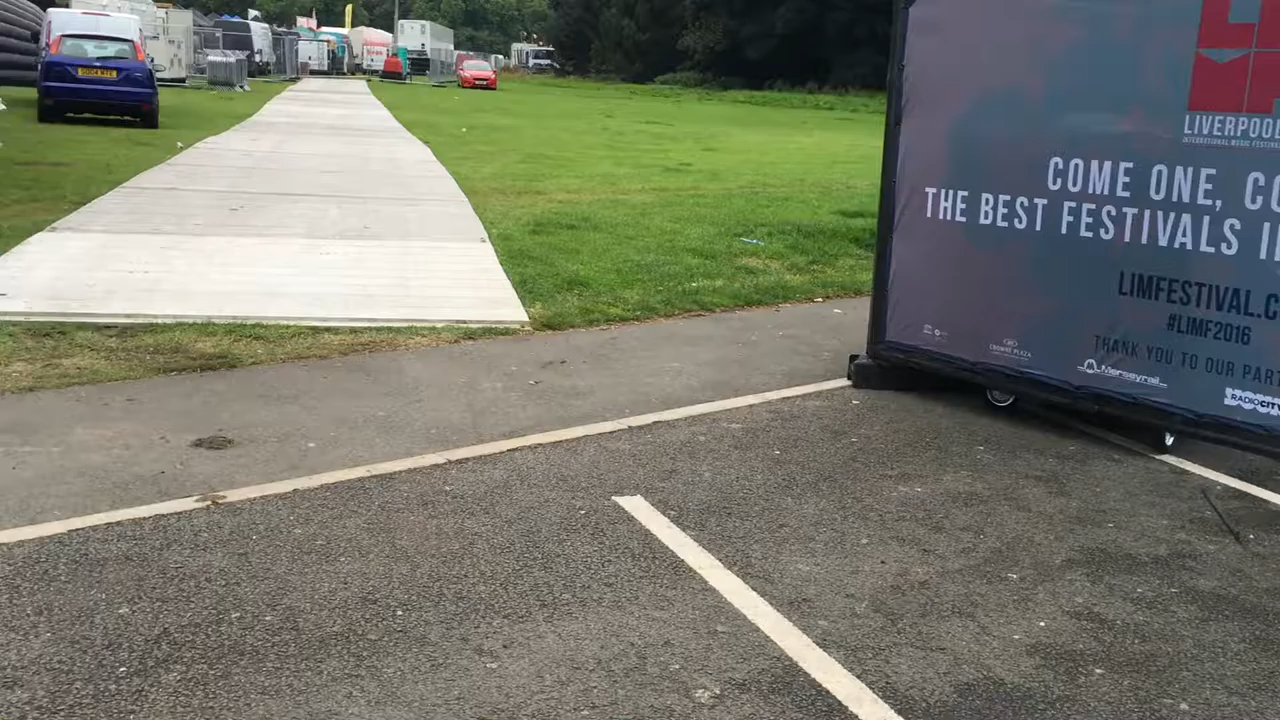 LIVERPOOL
INTERNATIONAL MUSIC FESTIVAL
COME ONE, CO
THE BEST FESTIVALS I
LIMFESTIVAL.C
#LIMF2016
THANK YOU TO OUR PART
CROWNE PLAZA
Merseyrail
RADIOCITY